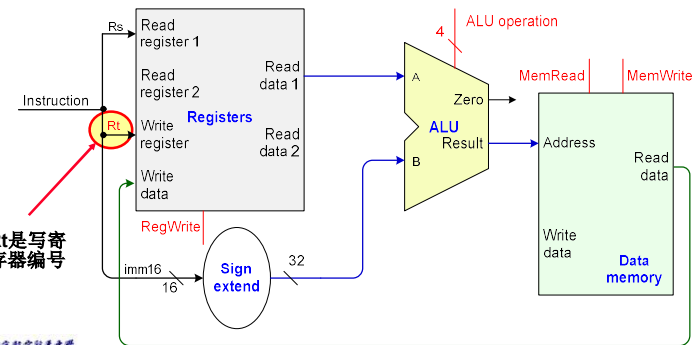 Instruction
Rs
Rt
Read
register 1
Read
register 2
Write
register
Write
data
Registers
Read
data 1
Read
data 2
RegWrite
imm16
16
Sign
extend
32
4
ALU operation
A
B
ALU
Zero
Result
MemRead
MemWrite
Address
Read
data
Write
data
Data
memory
t是写寄
存器编号